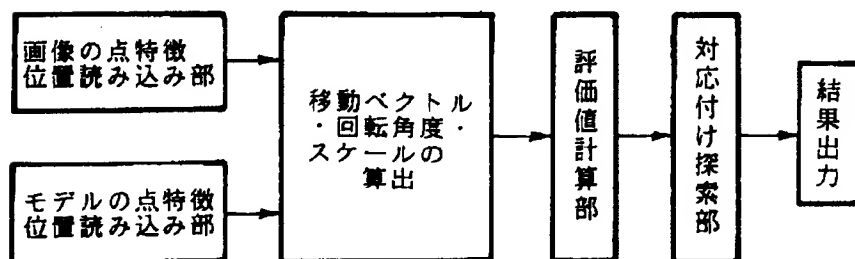 画像の点特徴
位置読み込み部
モデルの点特徴
位置読み込み部
移動ベクトル
・回転角度・
スケールの
算出
評価値計算部
対応付け探索部
結果出力